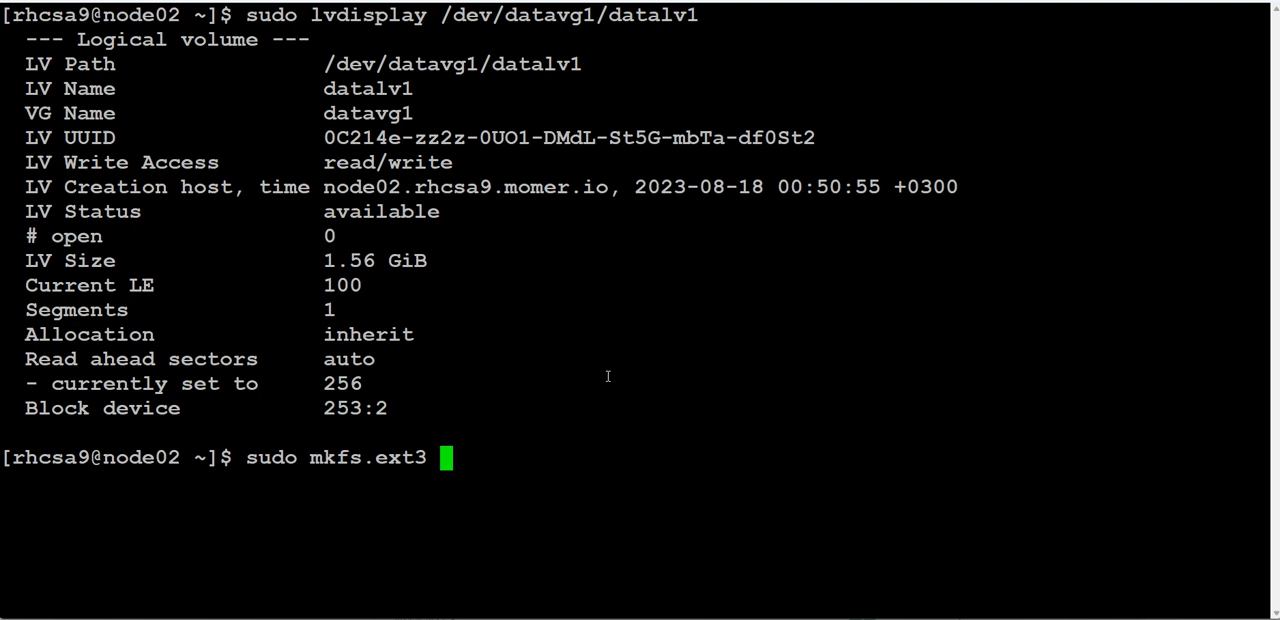 [rhcsa9@node02 ~]$ sudo lvdisplay /dev/datavg1/datalv1
--- Logical volume ---
LV Path                /dev/datavg1/datalv1
LV Name                datalv1
VG Name                datavg1
LV UUID                0C214e-zz2z-0UO1-DMdL-St5G-mbTa-df0St2
LV Write Access        read/write
LV Creation host, time node02.rhcsa9.momer.io, 2023-08-18 00:50:55 +0300
LV Status              available
# open                 0
LV Size                1.56 GiB
Current LE             100
Segments               1
Allocation             inherit
Read ahead sectors     auto
- currently set to     256
Block device           253:2
[rhcsa9@node02 ~]$ sudo mkfs.ext3